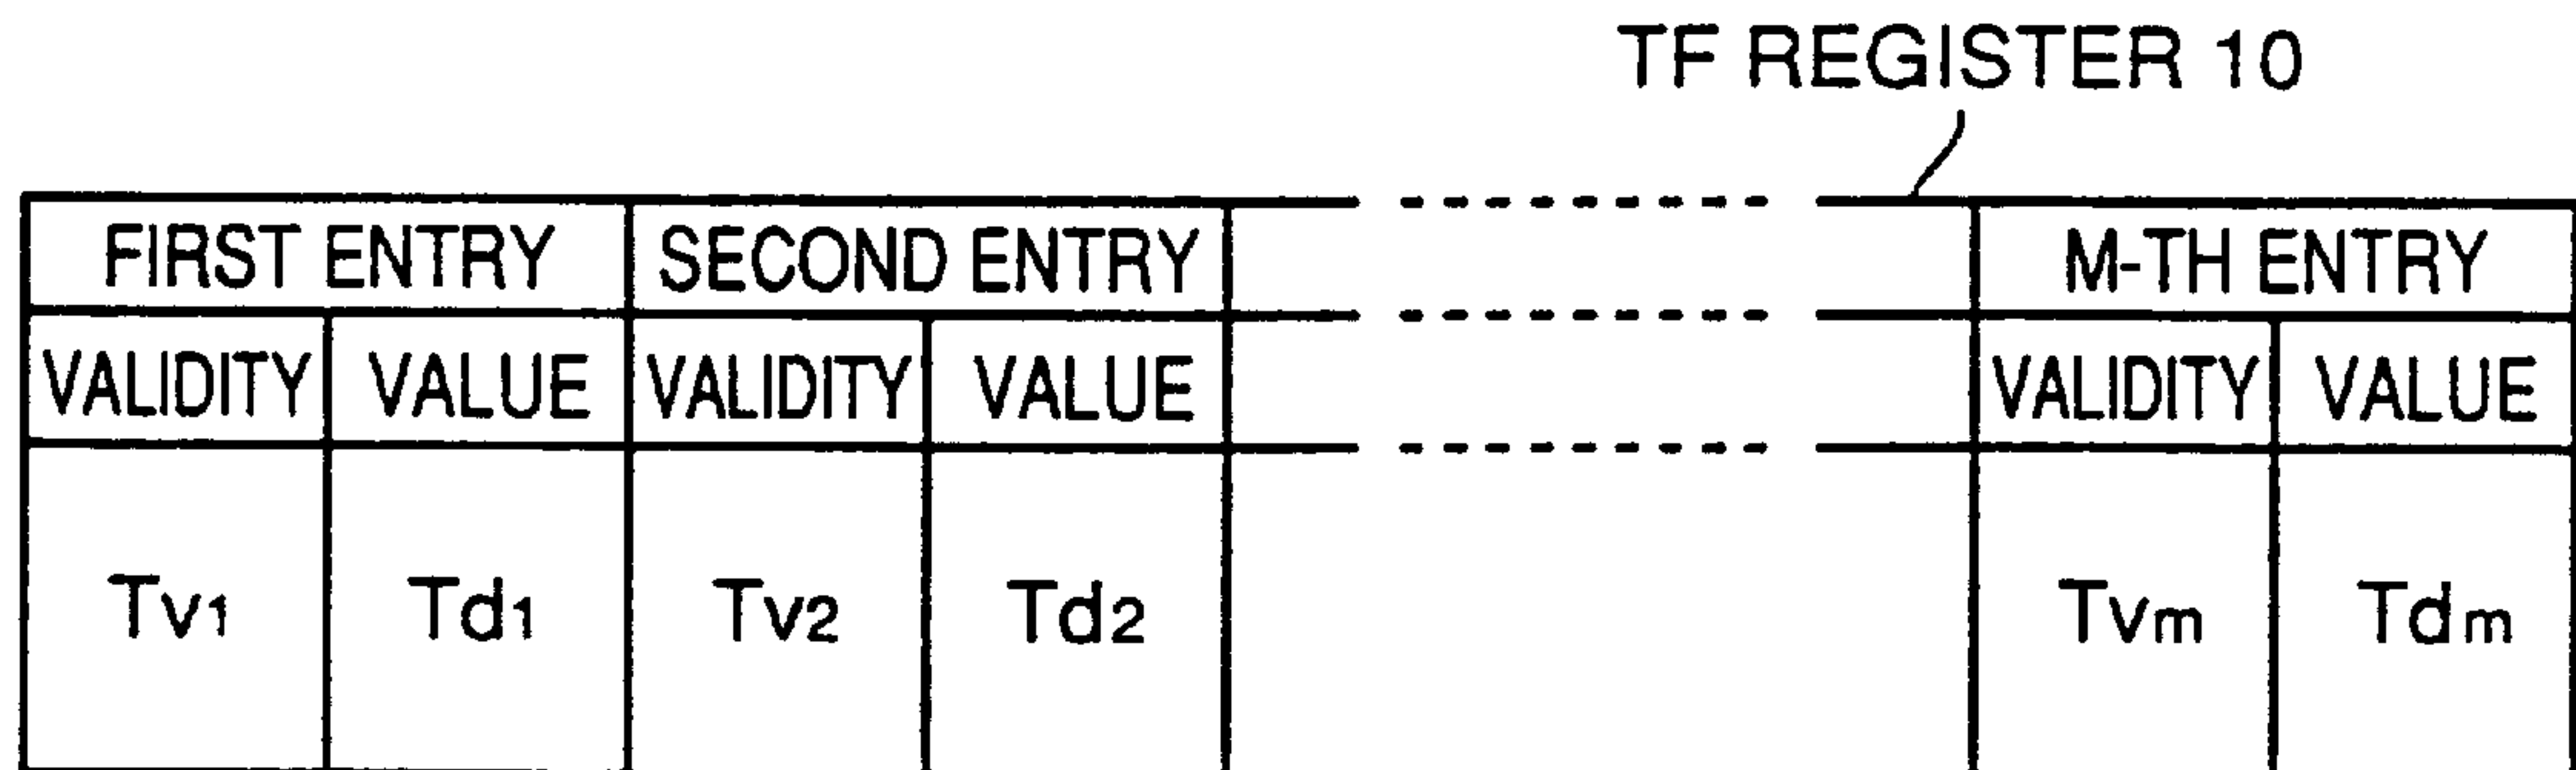 TF REGISTER 10
FIRST ENTRY SECOND ENTRY M-TH ENTRY
VALIDITY VALUE VALIDITY VALUE VALIDITY VALUE
Tv1 Td1 Tv2 Td2 Tvm Tdm